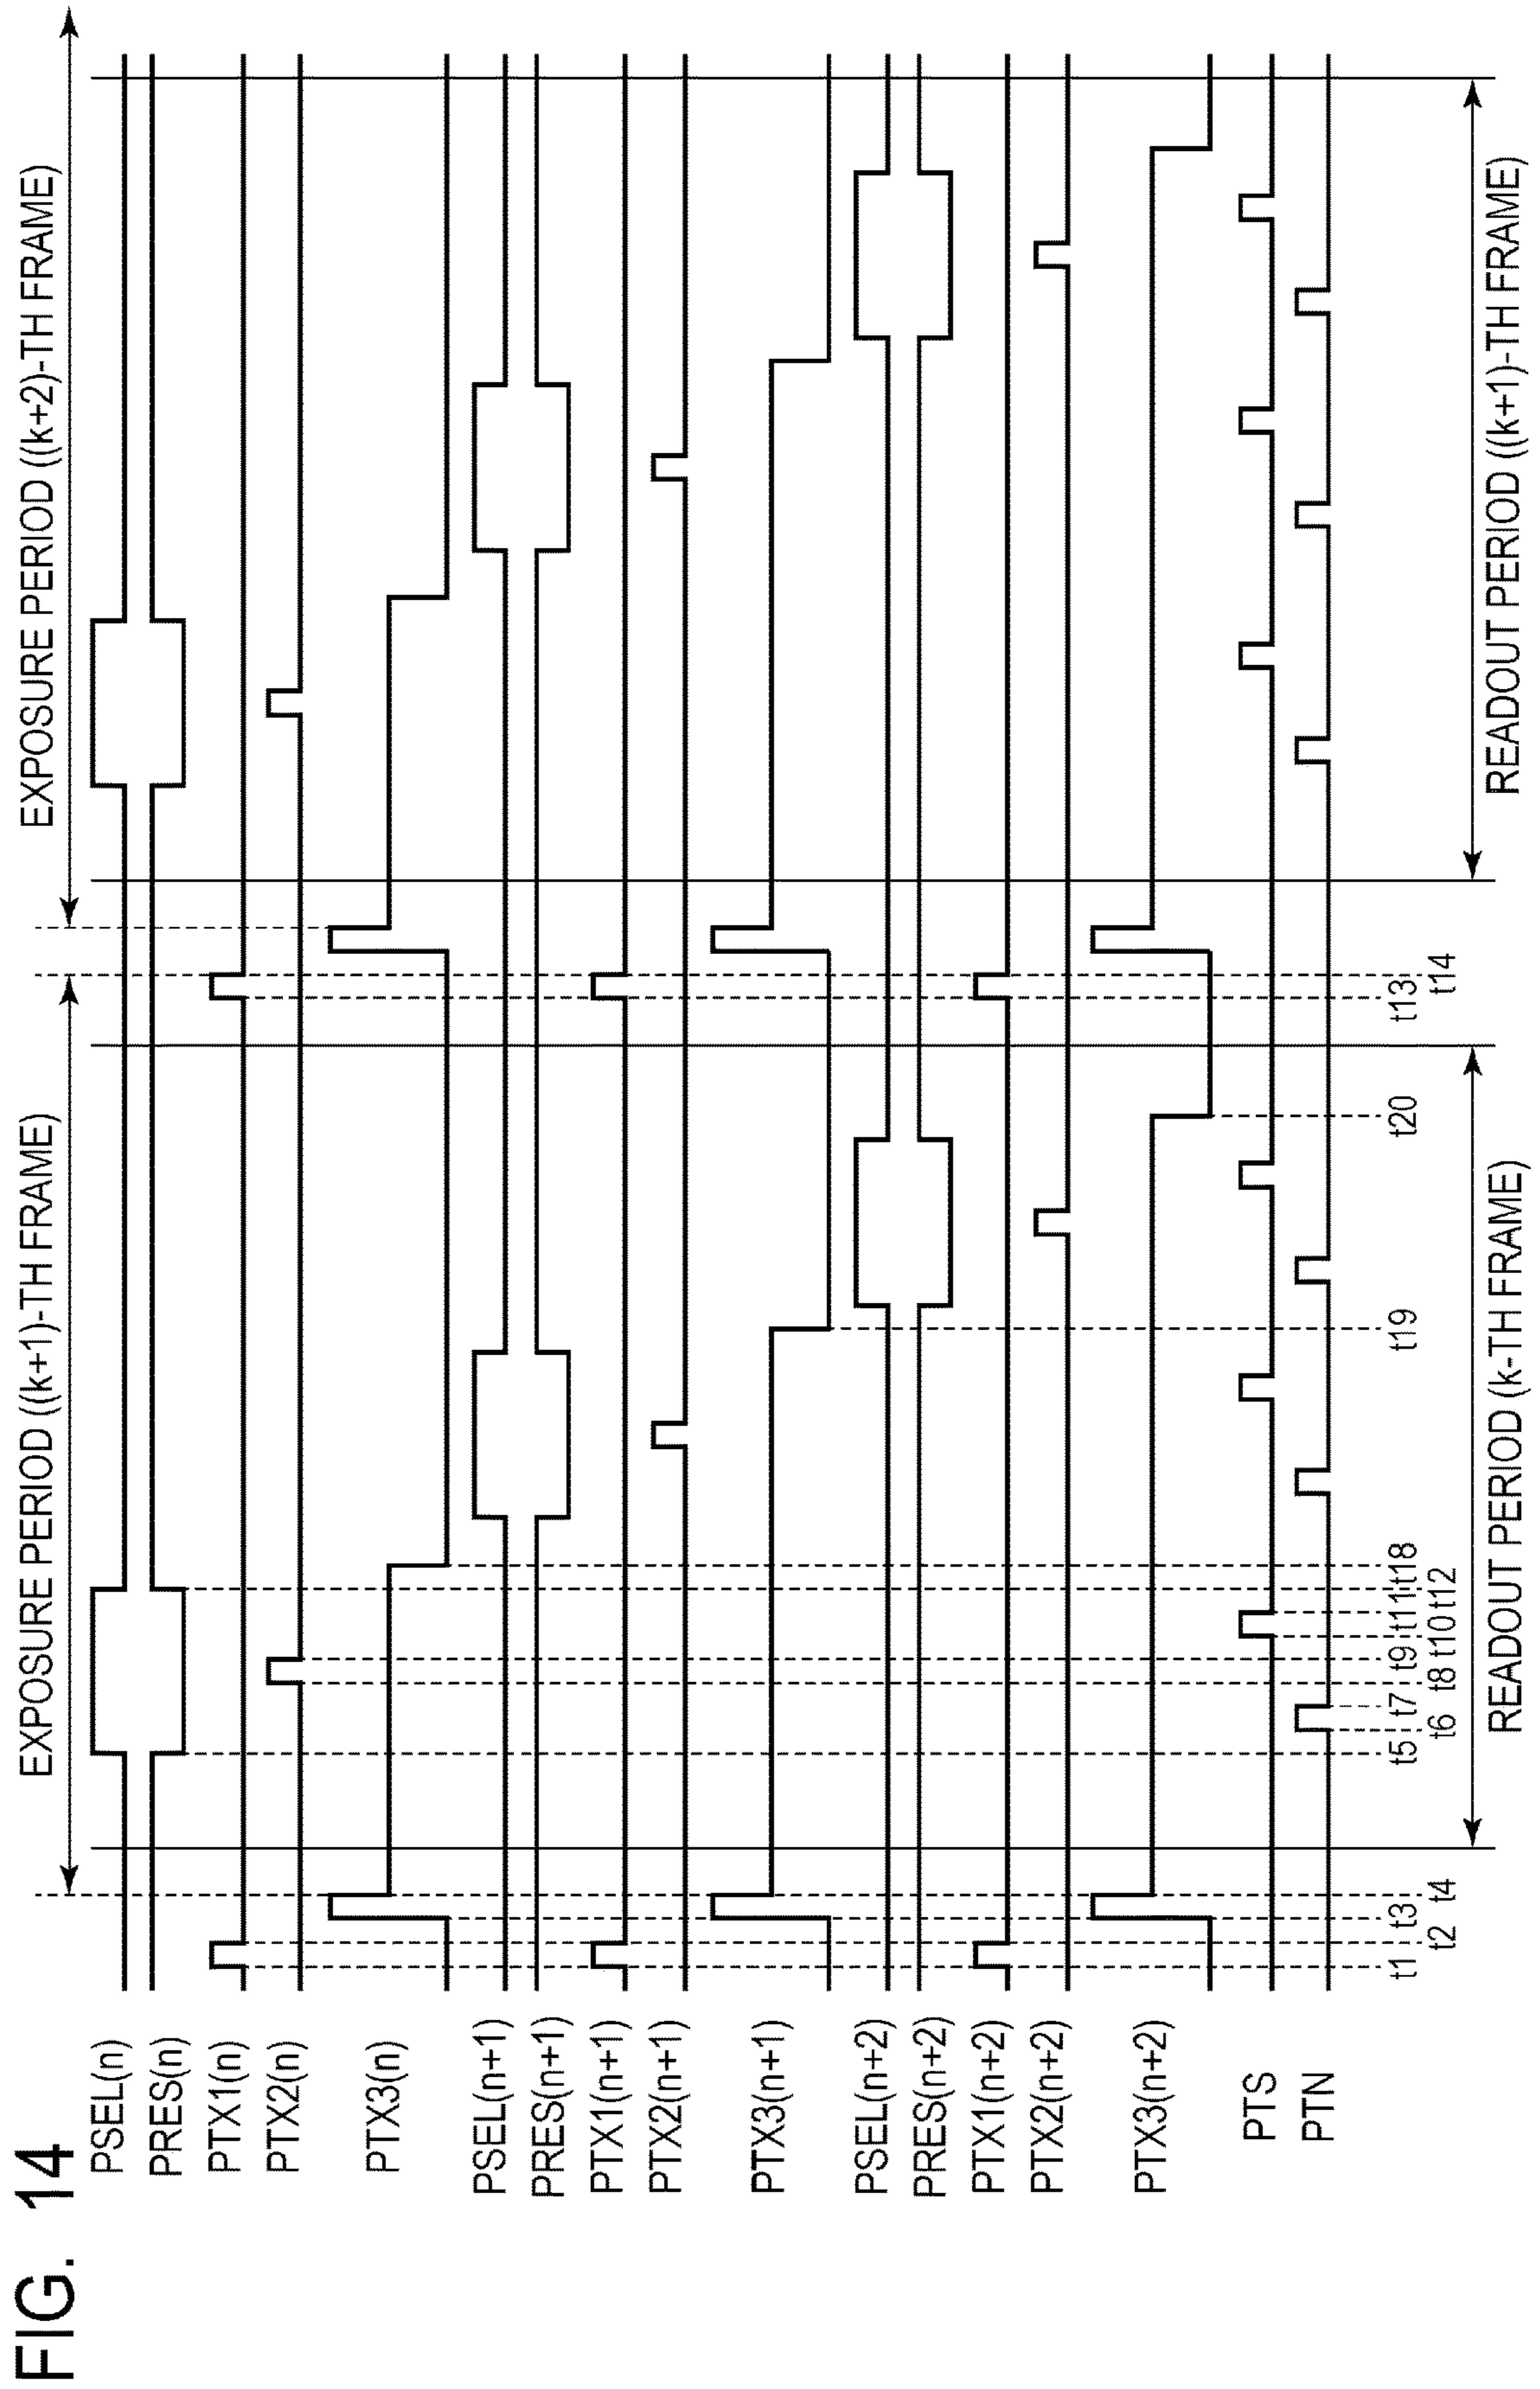 FIG. 14
EXPOSURE PERIOD ((k+1)-TH FRAME)
EXPOSURE PERIOD ((k+2)-TH FRAME)
PSEL(n)
PRES(n)
PTX1(n)
PTX2(n)
PTX3(n)
PSEL(n+1)
PRES(n+1)
PTX1(n+1)
PTX2(n+1)
PTX3(n+1)
PSEL(n+2)
PRES(n+2)
PTX1(n+2)
PTX2(n+2)
PTX3(n+2)
PTS
PTN
t1 t3 t5 t7 t9 t11 t18 t19 t20 t13
t2 t4 t6 t8 t10 t12 t14
READOUT PERIOD (k-TH FRAME)
READOUT PERIOD ((k+1)-TH FRAME)